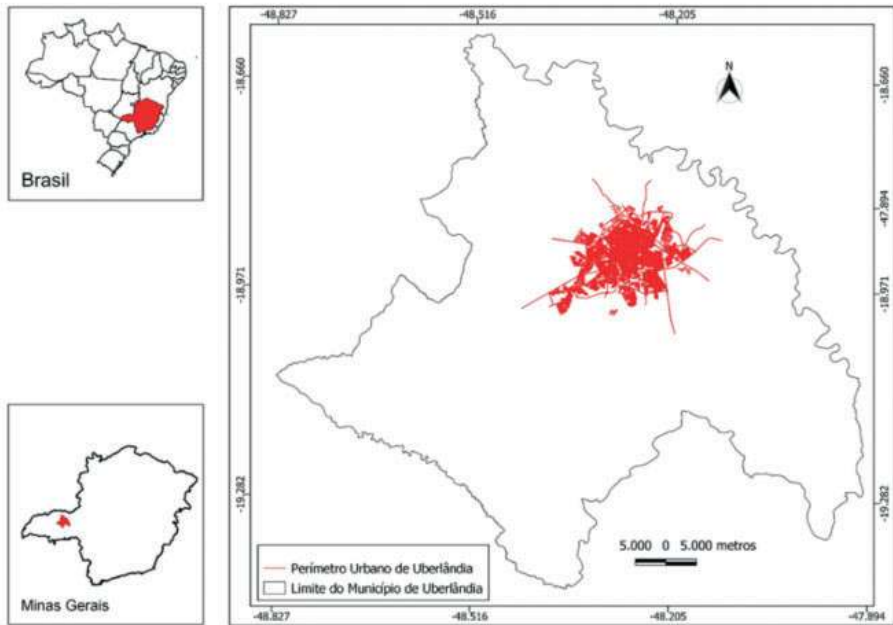 Brasil
Minas Gerais
-48.827
-48.516
-48.205
-18.660
-18.971
-19.282
N
-18.660
-47.894
-18.971
-19.282
5.000 0 5.000 metros
Perímetro Urbano de Uberlândia
Limite do Município de Uberlândia
-48.827
-48.516
-48.205
-47.894